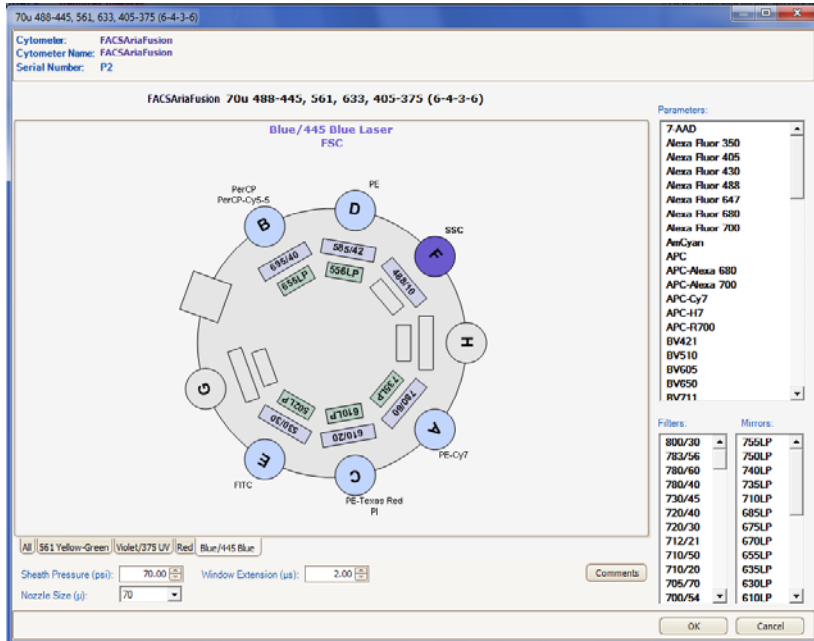 70u 488-445, 561, 633, 405-375 (6-4-3-6)
Cytometer: FACSAriaFusion
Cytometer Name: FACSAriaFusion
Serial Number: P2
FACSAriaFusion 70u 488-445, 561, 633, 405-375 (6-4-3-6)
Blue/445 Blue Laser
FSC
PE
D
585/42
556LP
PerCP
PerCP-Cy5-5
B
695/40
655LP
SSC
F
488/10
H
G
735LP
780/60
A
PE-Cy7
610LP
610/20
C
PE-Texas Red
PI
502LP
530/30
E
FITC
All
561 Yellow-Green
Violet/375 UV
Red
Blue/445 Blue
Sheath Pressure (psi): 70.00
Window Extension (µs): 2.00
Comments
Nozzle Size (µ): 70
Parameters:
7-AAD
Alexa Fluor 350
Alexa Fluor 405
Alexa Fluor 430
Alexa Fluor 488
Alexa Fluor 647
Alexa Fluor 680
Alexa Fluor 700
AmCyan
APC
APC-Alexa 680
APC-Alexa 700
APC-Cy7
APC-H7
APC-R700
BV421
BV510
BV605
BV650
BV711
Filters:
800/30
783/56
780/60
780/40
730/45
720/40
720/30
712/21
710/50
710/20
705/70
700/54
Mirrors:
755LP
750LP
740LP
735LP
710LP
685LP
675LP
670LP
655LP
635LP
630LP
610LP
OK
Cancel